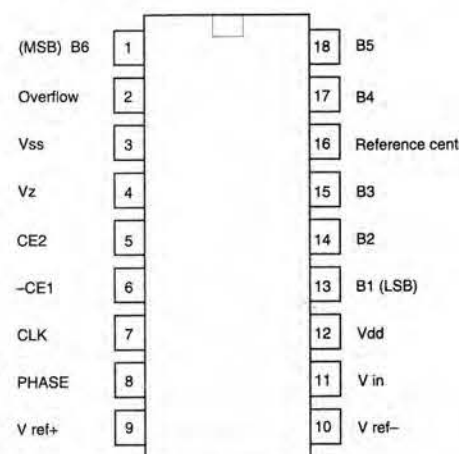 (MSB) B6 1 18 B5
Overflow 2 17 B4
Vss 3 16 Reference cent
Vz 4 15 B3
CE2 5 14 B2
–CE1 6 13 B1 (LSB)
CLK 7 12 Vdd
PHASE 8 11 V in
V ref+ 9 10 V ref–